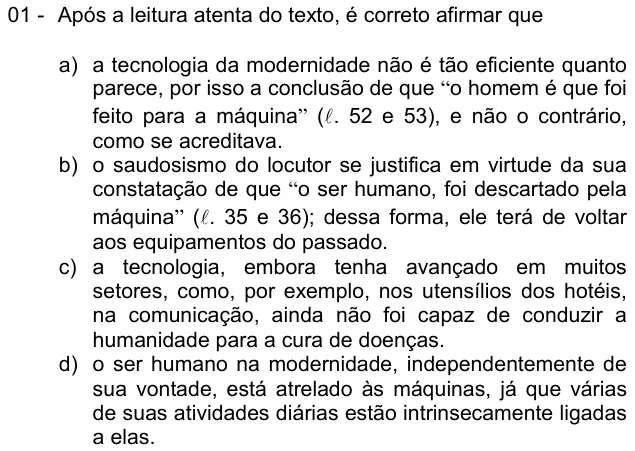 01 - Após a leitura atenta do texto, é correto afirmar que
a) a tecnologia da modernidade não é tão eficiente quanto
parece, por isso a conclusão de que “o homem é que foi
feito para a máquina” (ℓ. 52 e 53), e não o contrário,
como se acreditava.
b) o saudosismo do locutor se justifica em virtude da sua
constatação de que “o ser humano, foi descartado pela
máquina” (ℓ. 35 e 36); dessa forma, ele terá de voltar
aos equipamentos do passado.
c) a tecnologia, embora tenha avançado em muitos
setores, como, por exemplo, nos utensílios dos hotéis,
na comunicação, ainda não foi capaz de conduzir a
humanidade para a cura de doenças.
d) o ser humano na modernidade, independentemente de
sua vontade, está atrelado às máquinas, já que várias
de suas atividades diárias estão intrinsecamente ligadas
a elas.